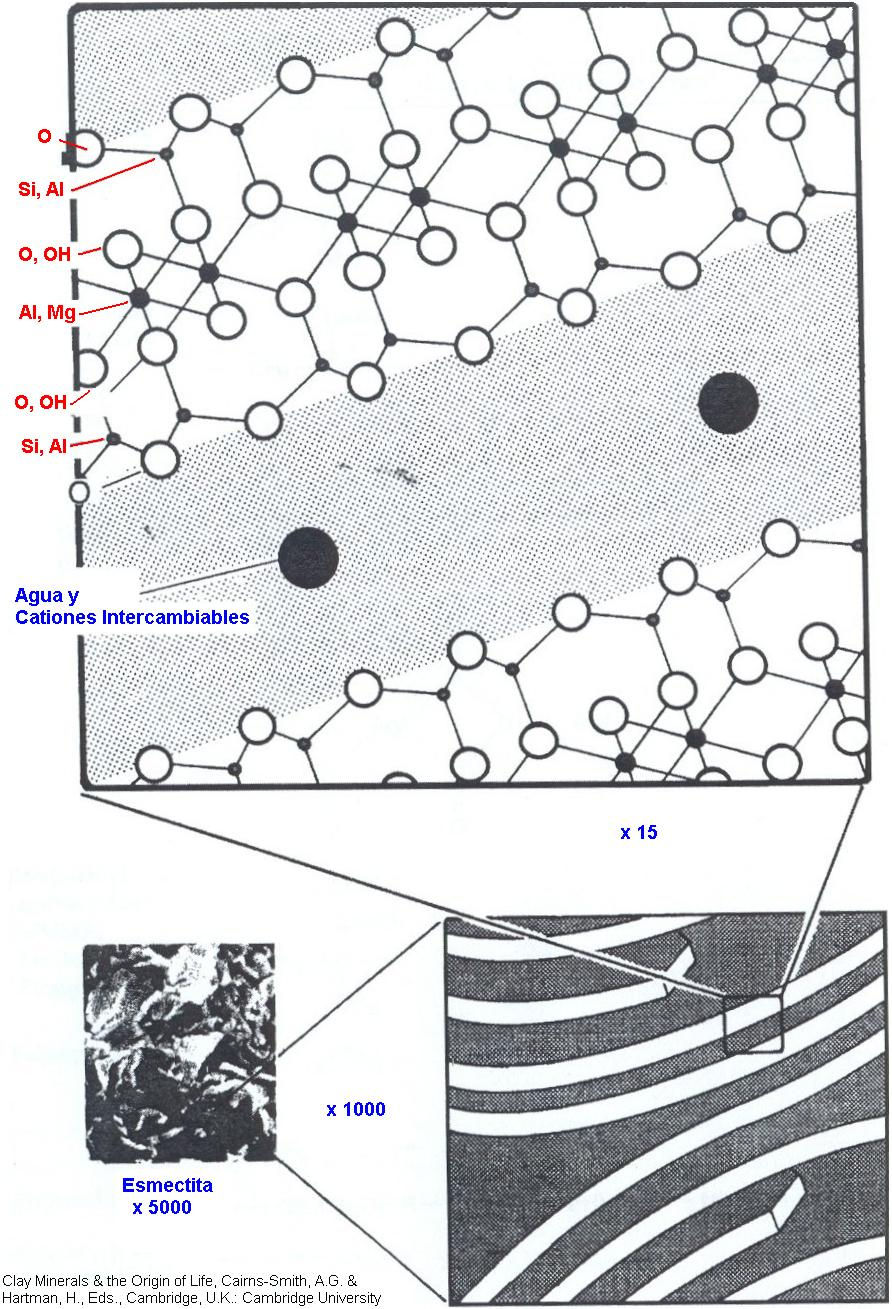 O
Si, Al
O, OH
Al, Mg
O, OH
Si, Al
Agua y
Cationes Intercambiables
x 15
x 1000
Esmectita
x 5000
Clay Minerals & the Origin of Life, Cairns-Smith, A.G. &
Hartman, H., Eds., Cambridge, U.K.: Cambridge University